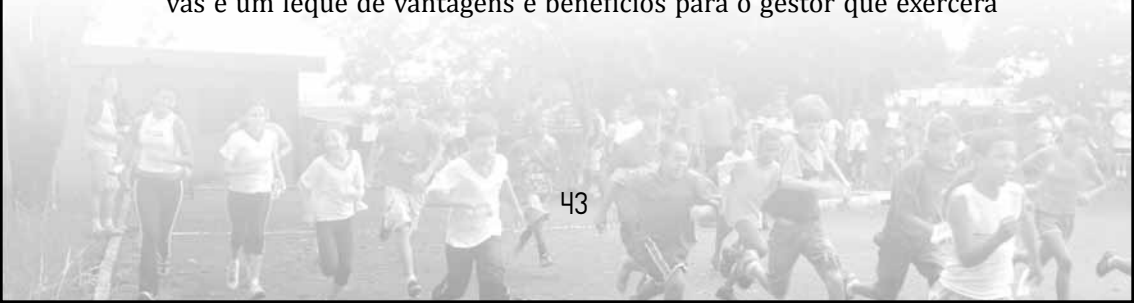 vas e um leque de vantagens e benefícios para o gestor que exercerá
43